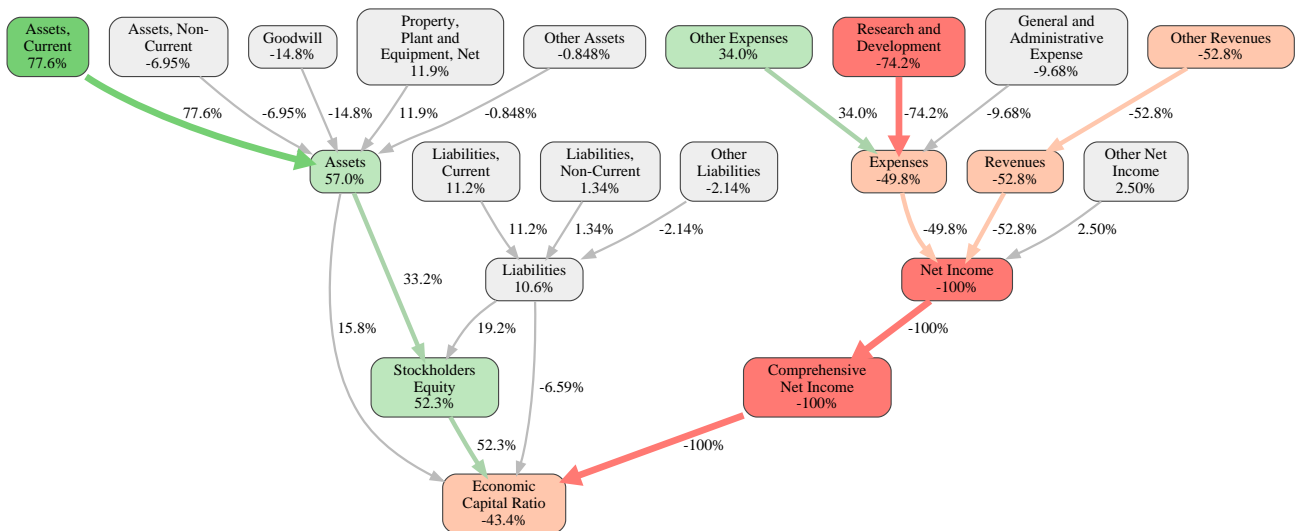 Assets,
Current
77.6%
Assets, Non-
Current
-6.95%
Goodwill
-14.8%
Property,
Plant and
Equipment, Net
11.9%
Other Assets
-0.848%
Other Expenses
34.0%
Research and
Development
-74.2%
General and
Administrative
Expense
-9.68%
Other Revenues
-52.8%
77.6%
-6.95%
-14.8%
11.9%
-0.848%
34.0%
-74.2%
-9.68%
-52.8%
Assets
57.0%
Liabilities,
Current
11.2%
Liabilities,
Non-Current
1.34%
Other
Liabilities
-2.14%
Expenses
-49.8%
Revenues
-52.8%
Other Net
Income
2.50%
11.2%
1.34%
-2.14%
-49.8%
-52.8%
2.50%
Liabilities
10.6%
Net Income
-100%
33.2%
15.8%
19.2%
-100%
Stockholders
Equity
52.3%
-6.59%
Comprehensive
Net Income
-100%
52.3%
-100%
Economic
Capital Ratio
-43.4%